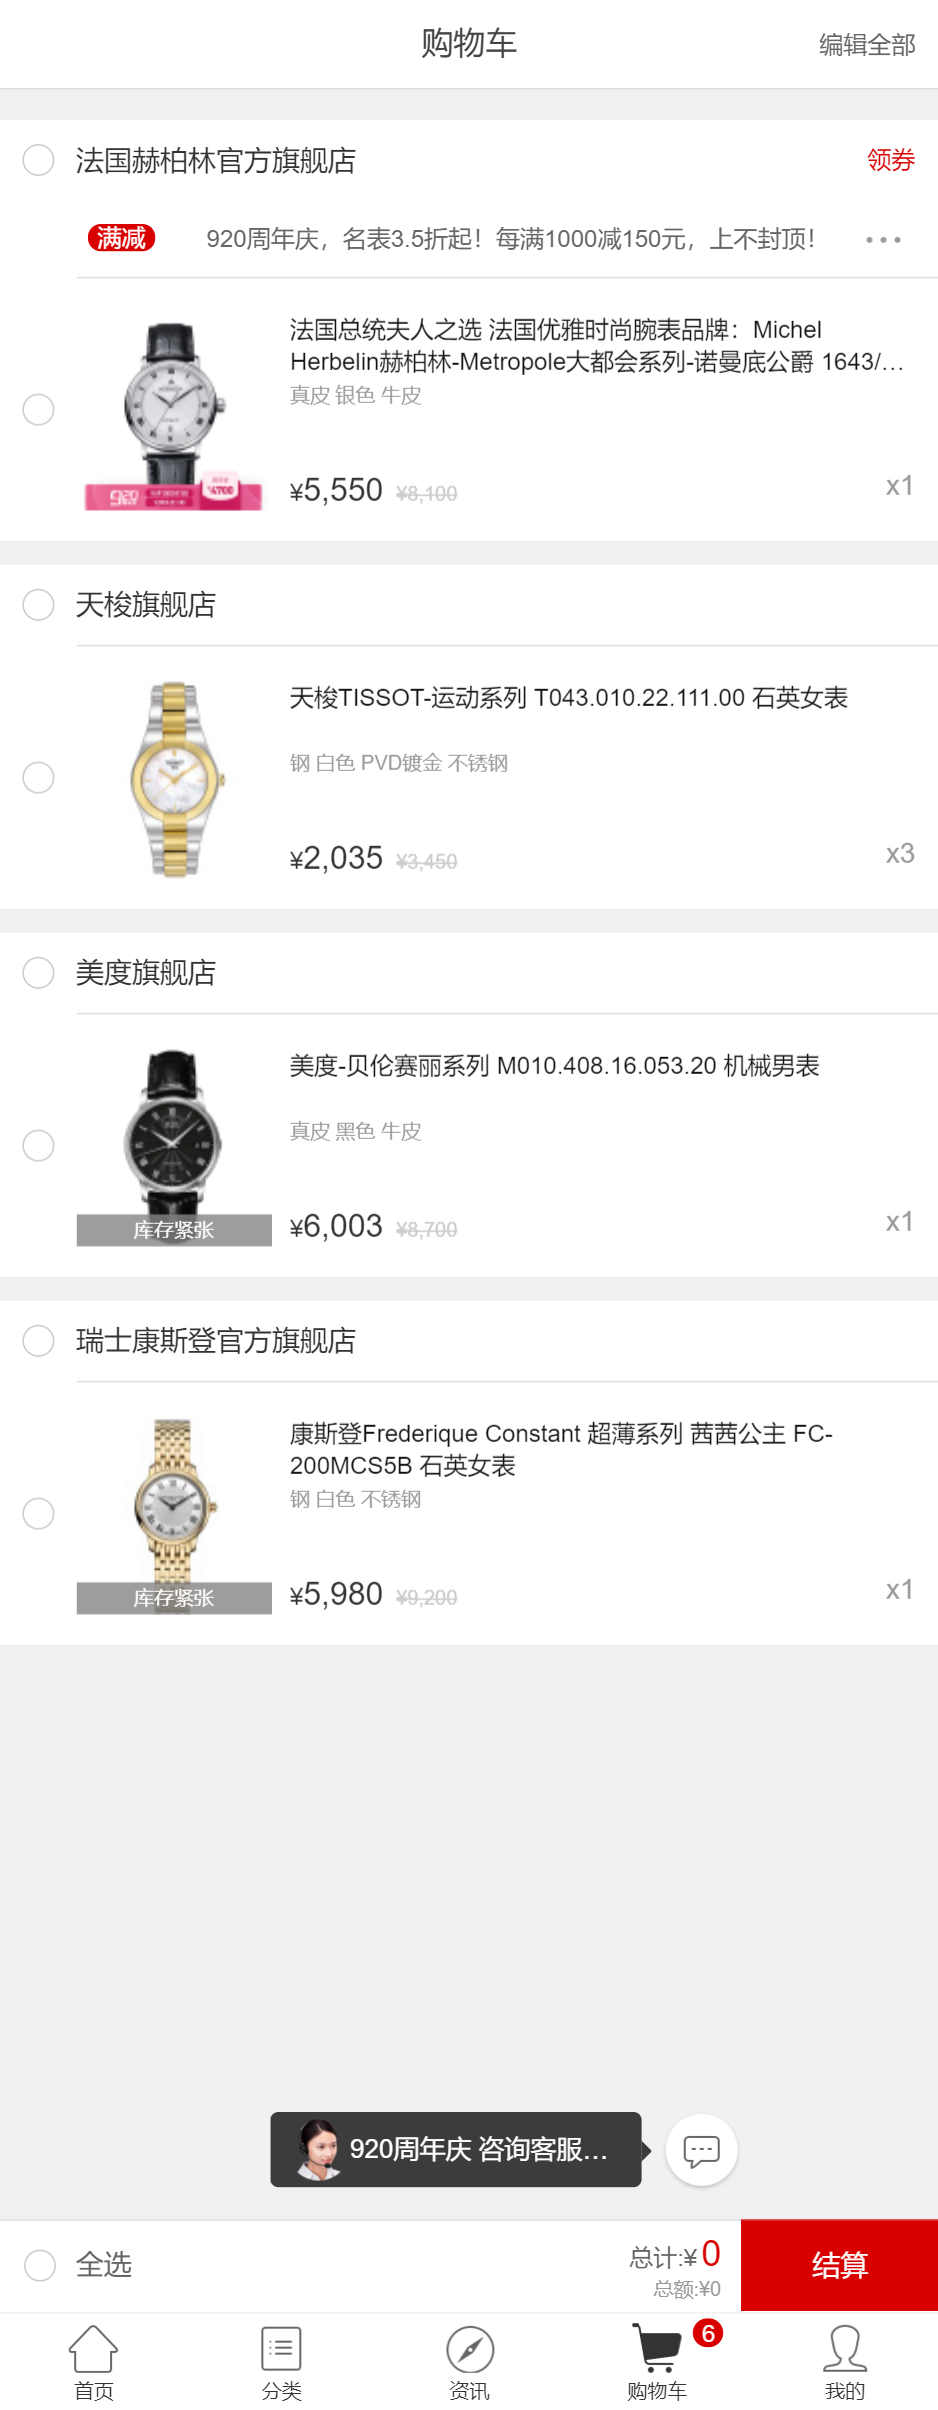 购物车
编辑全部
法国赫柏林官方旗舰店
领券
满减
920周年庆，名表3.5折起！每满1000减150元，上不封顶！
法国总统夫人之选 法国优雅时尚腕表品牌：Michel
Herbelin赫柏林-Metropole大都会系列-诺曼底公爵 1643/…
真皮 银色 牛皮
920
¥4700
¥5,550 ¥8,100
x1
天梭旗舰店
天梭TISSOT-运动系列 T043.010.22.111.00 石英女表
钢 白色 PVD镀金 不锈钢
¥2,035 ¥3,450
x3
美度旗舰店
美度-贝伦赛丽系列 M010.408.16.053.20 机械男表
真皮 黑色 牛皮
库存紧张
¥6,003 ¥8,700
x1
瑞士康斯登官方旗舰店
康斯登Frederique Constant 超薄系列 茜茜公主 FC-
200MCS5B 石英女表
钢 白色 不锈钢
库存紧张
¥5,980 ¥9,200
x1
920周年庆 咨询客服…
全选
总计:¥0
总额:¥0
结算
6
首页
分类
资讯
购物车
我的